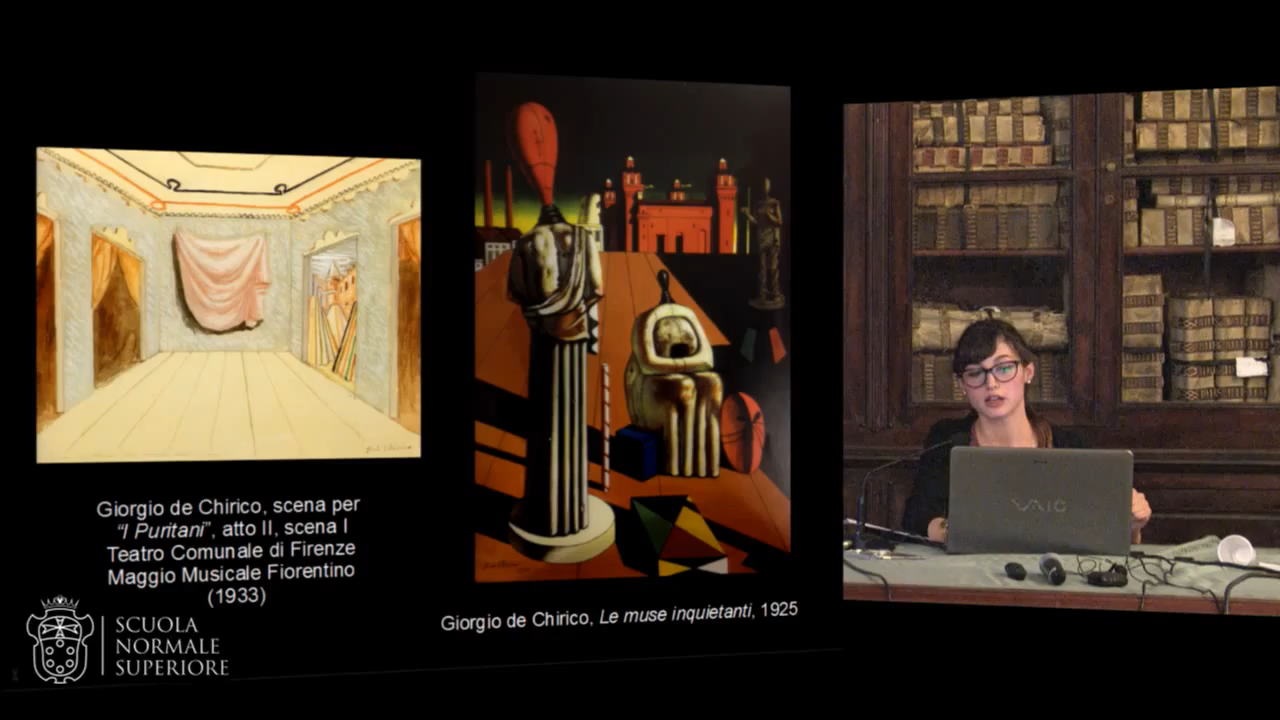 Giorgio de Chirico, scena per
“I Puritani”, atto II, scena I
Teatro Comunale di Firenze
Maggio Musicale Fiorentino
(1933)
Giorgio de Chirico, Le muse inquietanti, 1925
VAIO
SCUOLA
NORMALE
SUPERIORE